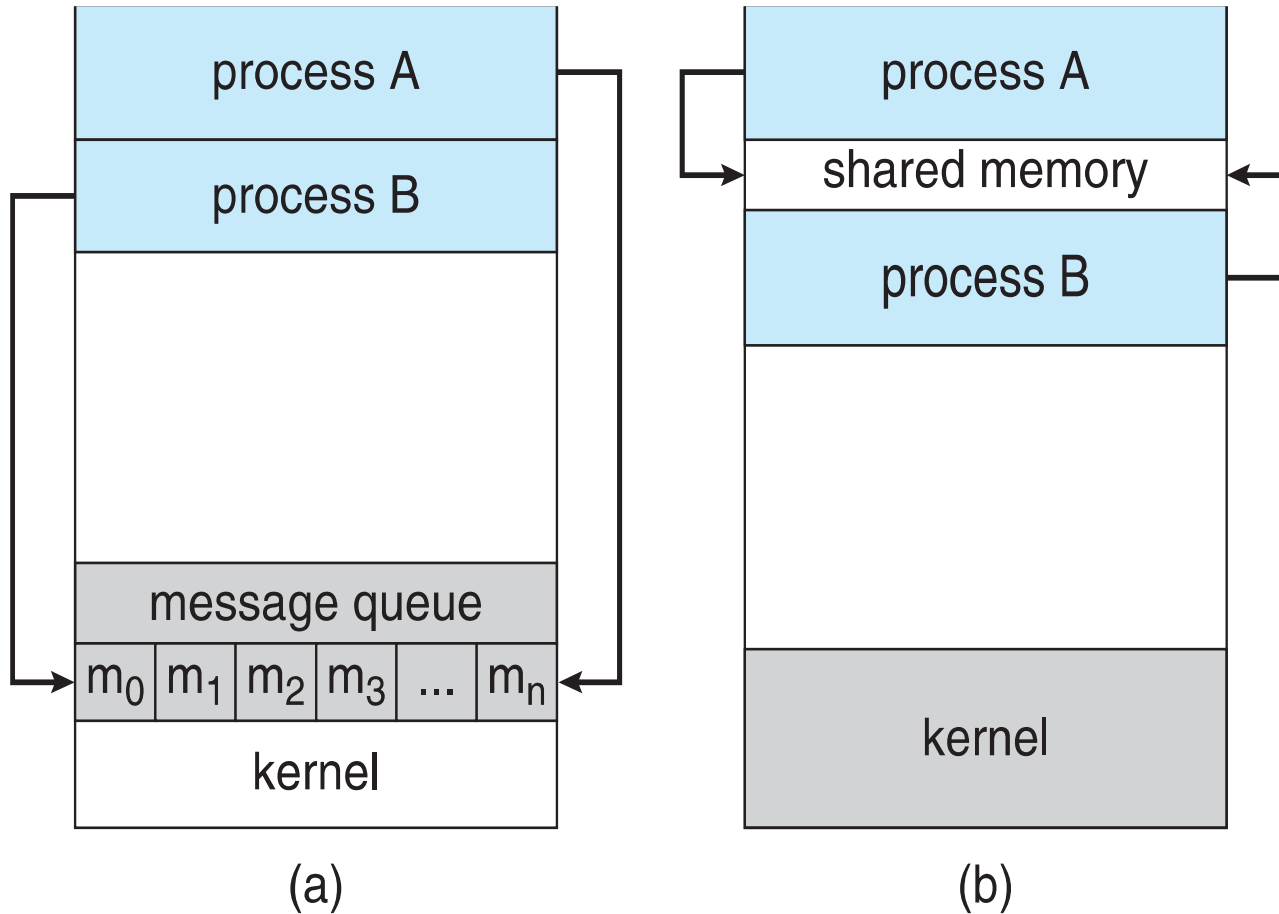 process A
process B
message queue
m0 m1 m2 m3 ... mn
kernel
(a)
process A
shared memory
process B
kernel
(b)